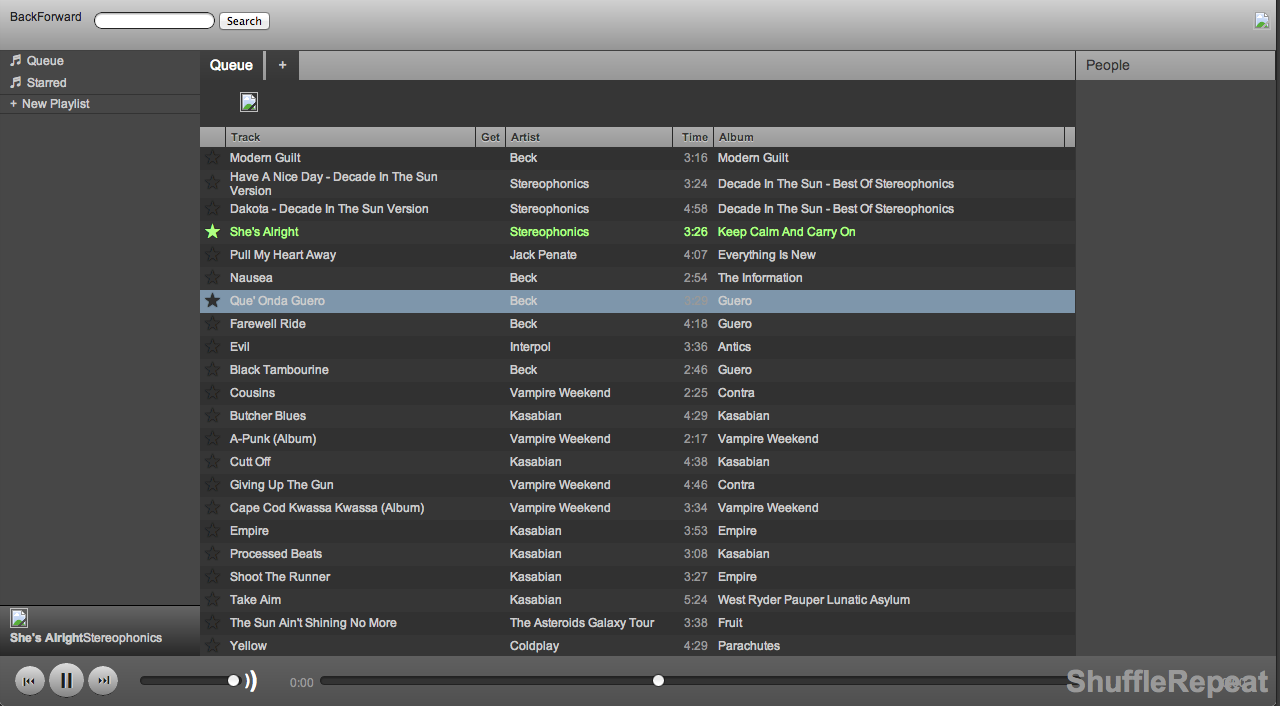 BackForward Search
Queue
Starred
+ New Playlist
Queue +
People
Track Get Artist Time Album
Modern Guilt Beck 3:16 Modern Guilt
Have A Nice Day - Decade In The Sun
Version Stereophonics 3:24 Decade In The Sun - Best Of Stereophonics
Dakota - Decade In The Sun Version Stereophonics 4:58 Decade In The Sun - Best Of Stereophonics
She's Alright Stereophonics 3:26 Keep Calm And Carry On
Pull My Heart Away Jack Penate 4:07 Everything Is New
Nausea Beck 2:54 The Information
Que' Onda Guero Beck 3:29 Guero
Farewell Ride Beck 4:18 Guero
Evil Interpol 3:36 Antics
Black Tambourine Beck 2:46 Guero
Cousins Vampire Weekend 2:25 Contra
Butcher Blues Kasabian 4:29 Kasabian
A-Punk (Album) Vampire Weekend 2:17 Vampire Weekend
Cutt Off Kasabian 4:38 Kasabian
Giving Up The Gun Vampire Weekend 4:46 Contra
Cape Cod Kwassa Kwassa (Album) Vampire Weekend 3:34 Vampire Weekend
Empire Kasabian 3:53 Empire
Processed Beats Kasabian 3:08 Kasabian
Shoot The Runner Kasabian 3:27 Empire
Take Aim Kasabian 5:24 West Ryder Pauper Lunatic Asylum
The Sun Ain't Shining No More The Asteroids Galaxy Tour 3:38 Fruit
Yellow Coldplay 4:29 Parachutes
She's AlrightStereophonics
0:00
ShuffleRepeat